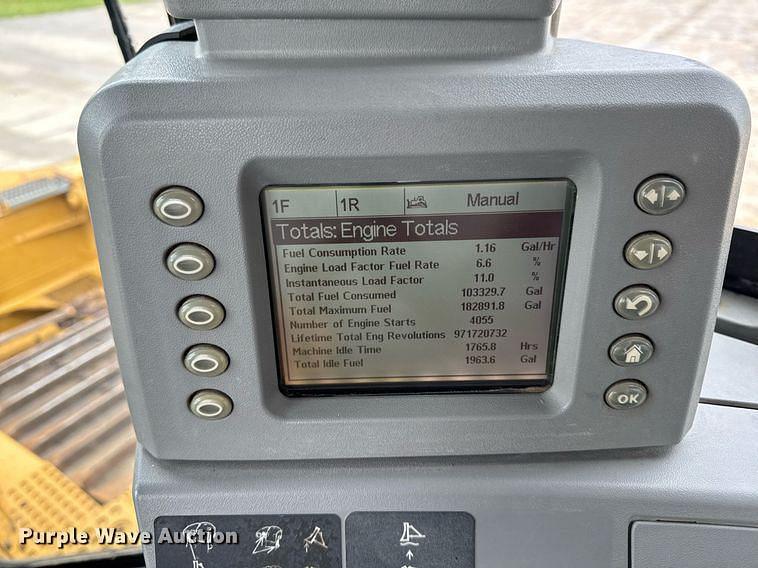 1F 1R Manual
Totals: Engine Totals
Fuel Consumption Rate 1.16 Gal/Hr
Engine Load Factor Fuel Rate 6.6 %
Instantaneous Load Factor 11.0 %
Total Fuel Consumed 103329.7 Gal
Total Maximum Fuel 182891.8 Gal
Number of Engine Starts 4055
Lifetime Total Eng Revolutions 971720732
Machine Idle Time 1765.8 Hrs
Total Idle Fuel 1963.6 Gal
OK
Purple Wave Auction®